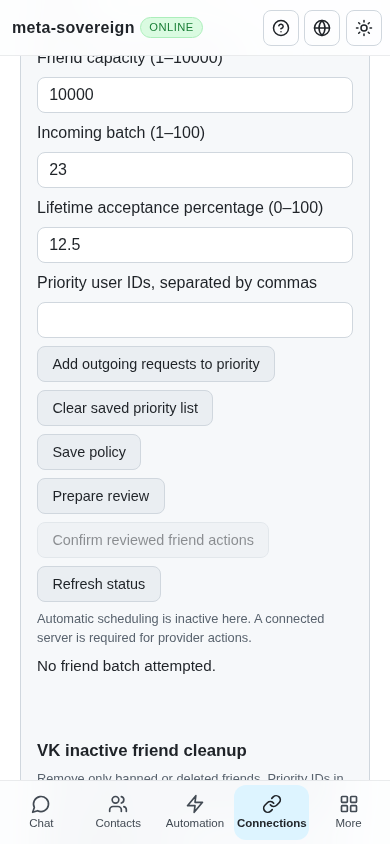 meta-sovereign ONLINE
Friend capacity (1–10000)
10000
Incoming batch (1–100)
23
Lifetime acceptance percentage (0–100)
12.5
Priority user IDs, separated by commas
Add outgoing requests to priority
Clear saved priority list
Save policy
Prepare review
Confirm reviewed friend actions
Refresh status
Automatic scheduling is inactive here. A connected
server is required for provider actions.
No friend batch attempted.
VK inactive friend cleanup
Remove only banned or deleted friends. Priority IDs in
Chat Contacts Automation Connections More